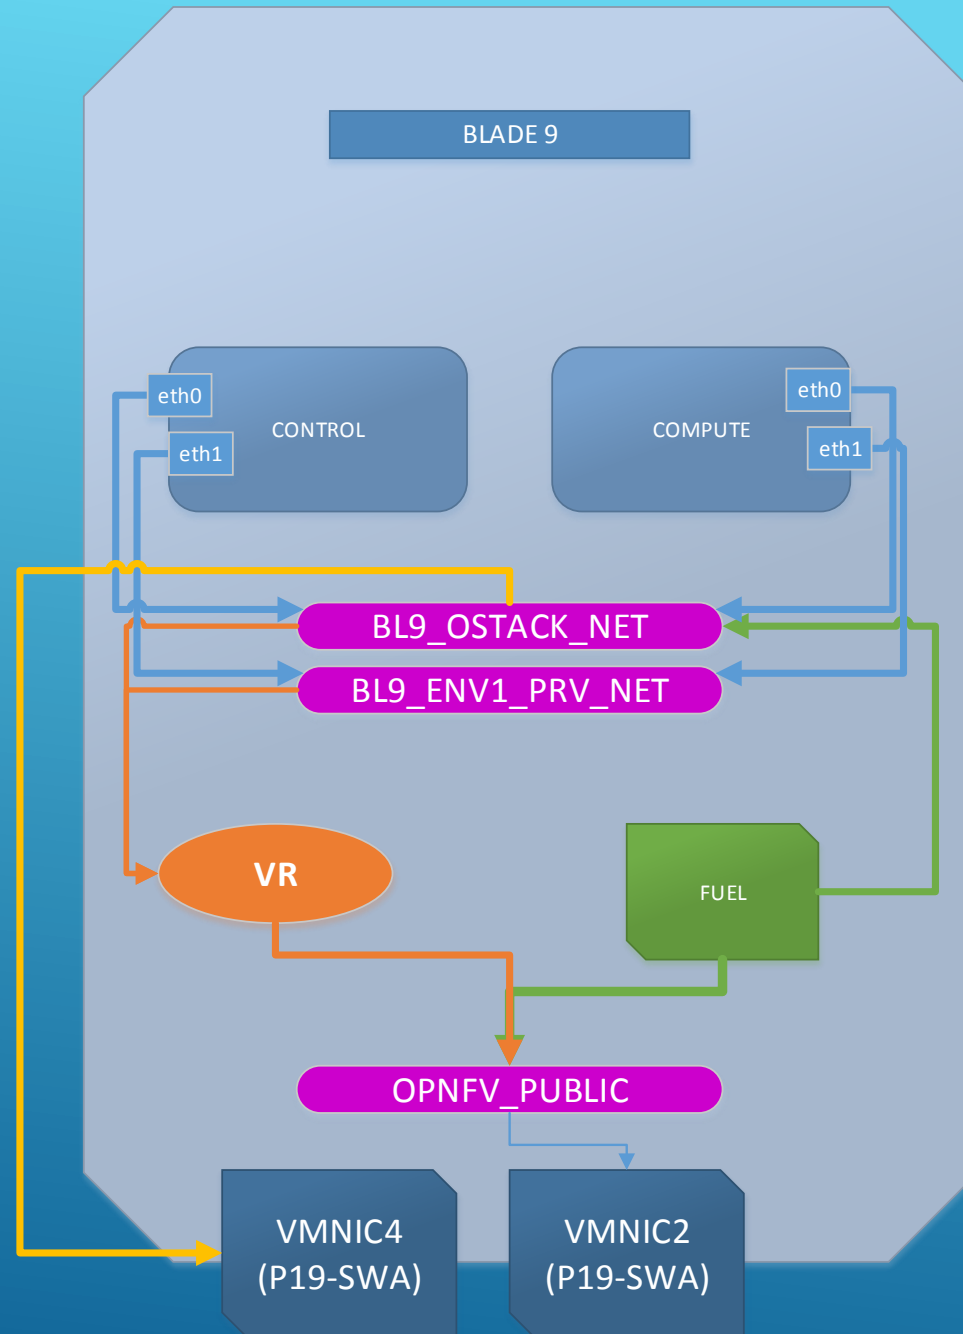 BLADE 9
eth0
eth1
CONTROL
COMPUTE
eth0
eth1
BL9_OSTACK_NET
BL9_ENV1_PRV_NET
VR
FUEL
OPNFV_PUBLIC
VMNIC4
(P19-SWA)
VMNIC2
(P19-SWA)